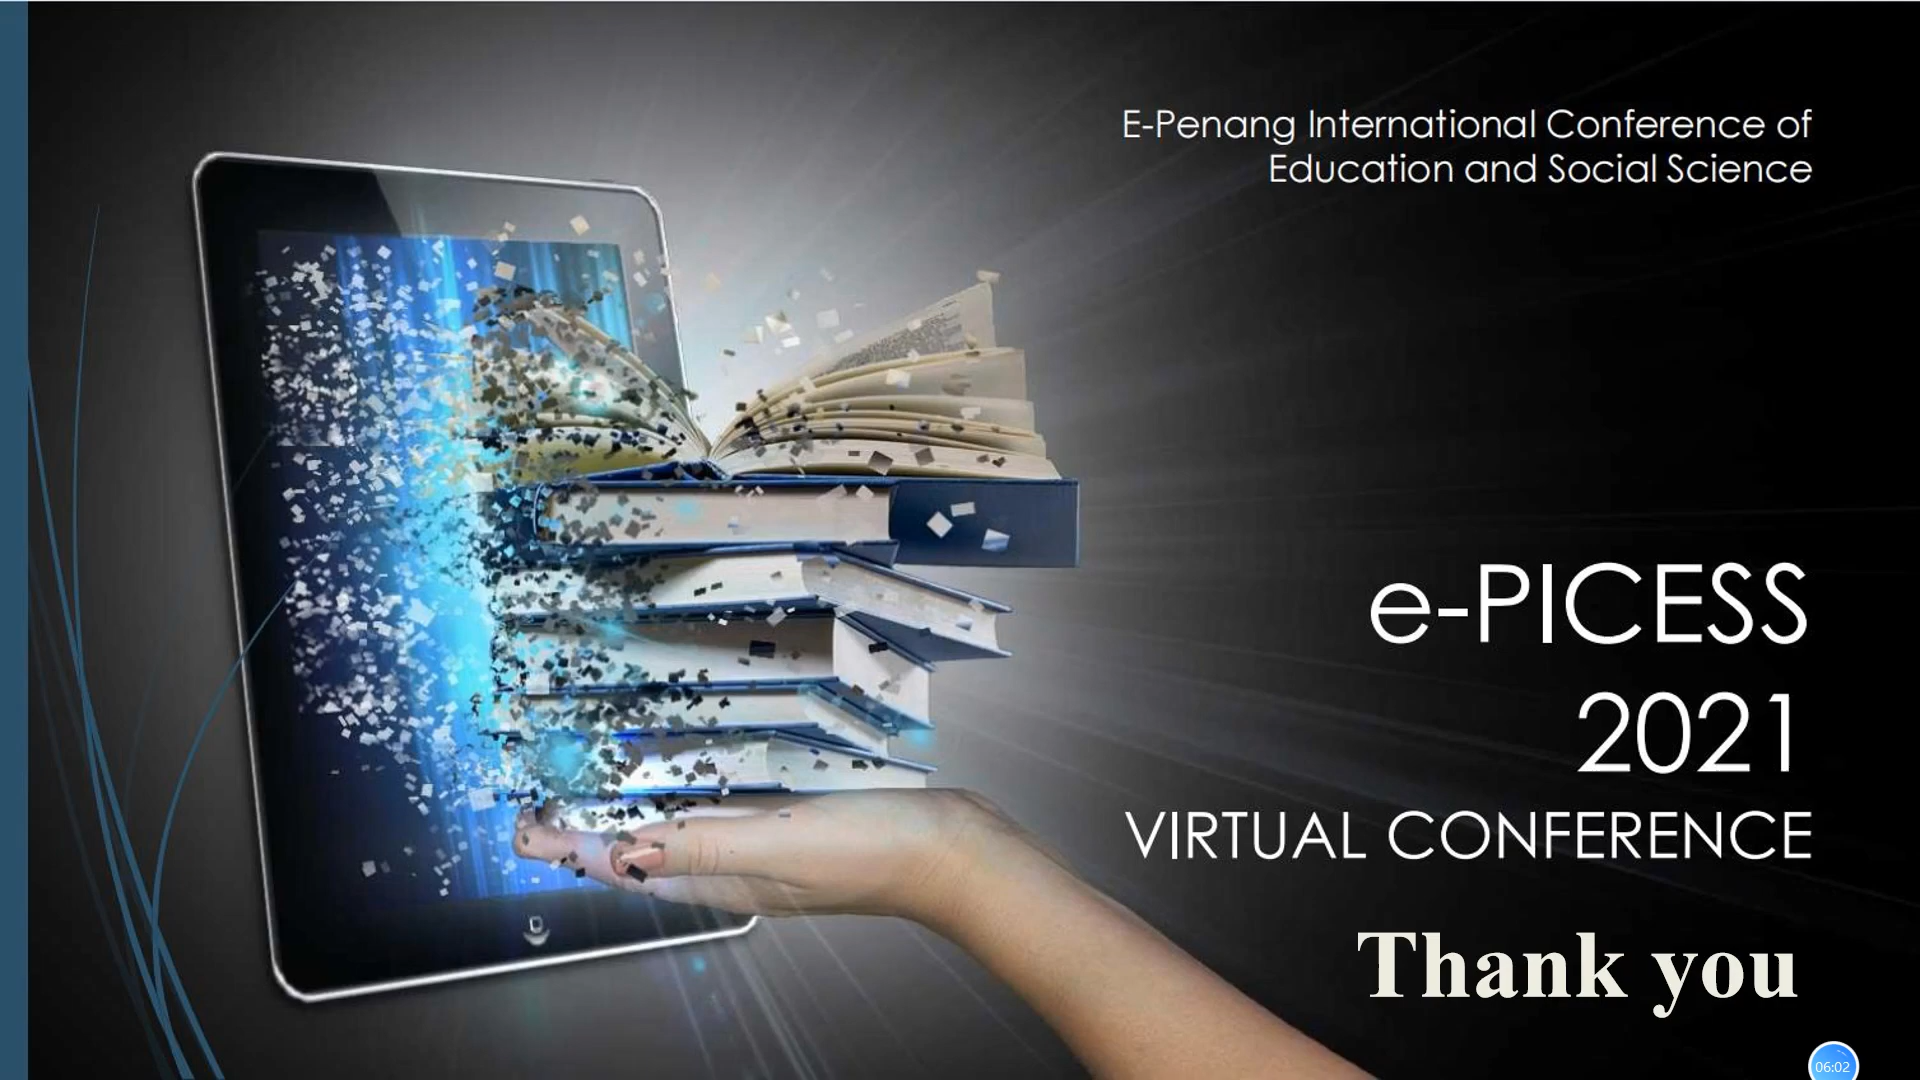 E-Penang International Conference of
Education and Social Science
e-PICESS
2021
VIRTUAL CONFERENCE
Thank you
06:02